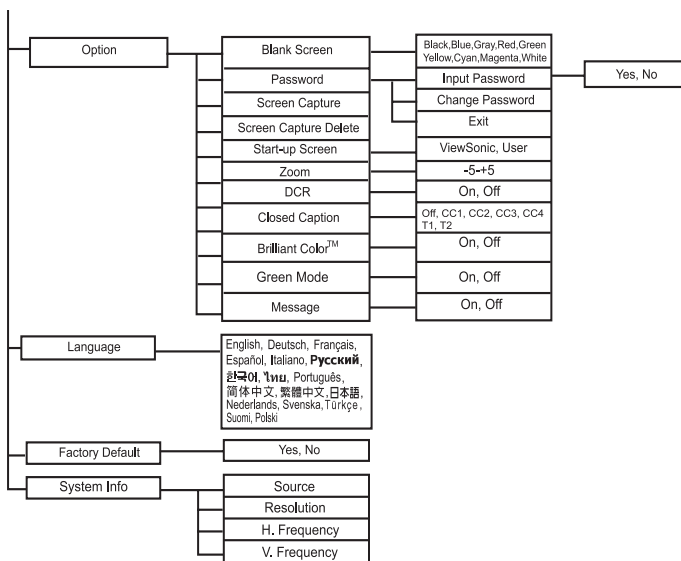 Option
Blank Screen
Black,Blue,Gray,Red,Green
Yellow,Cyan,Magenta,White
Password
Input Password
Yes, No
Screen Capture
Change Password
Screen Capture Delete
Exit
Start-up Screen
ViewSonic, User
Zoom
-5-+5
DCR
On, Off
Closed Caption
Off, CC1, CC2, CC3, CC4
T1, T2
Brilliant Color™
On, Off
Green Mode
On, Off
Message
On, Off
Language
English, Deutsch, Français,
Español, Italiano, Русский,
한국어, ไทย, Português,
简体中文, 繁體中文, 日本語,
Nederlands, Svenska, Türkçe,
Suomi, Polski
Factory Default
Yes, No
System Info
Source
Resolution
H. Frequency
V. Frequency